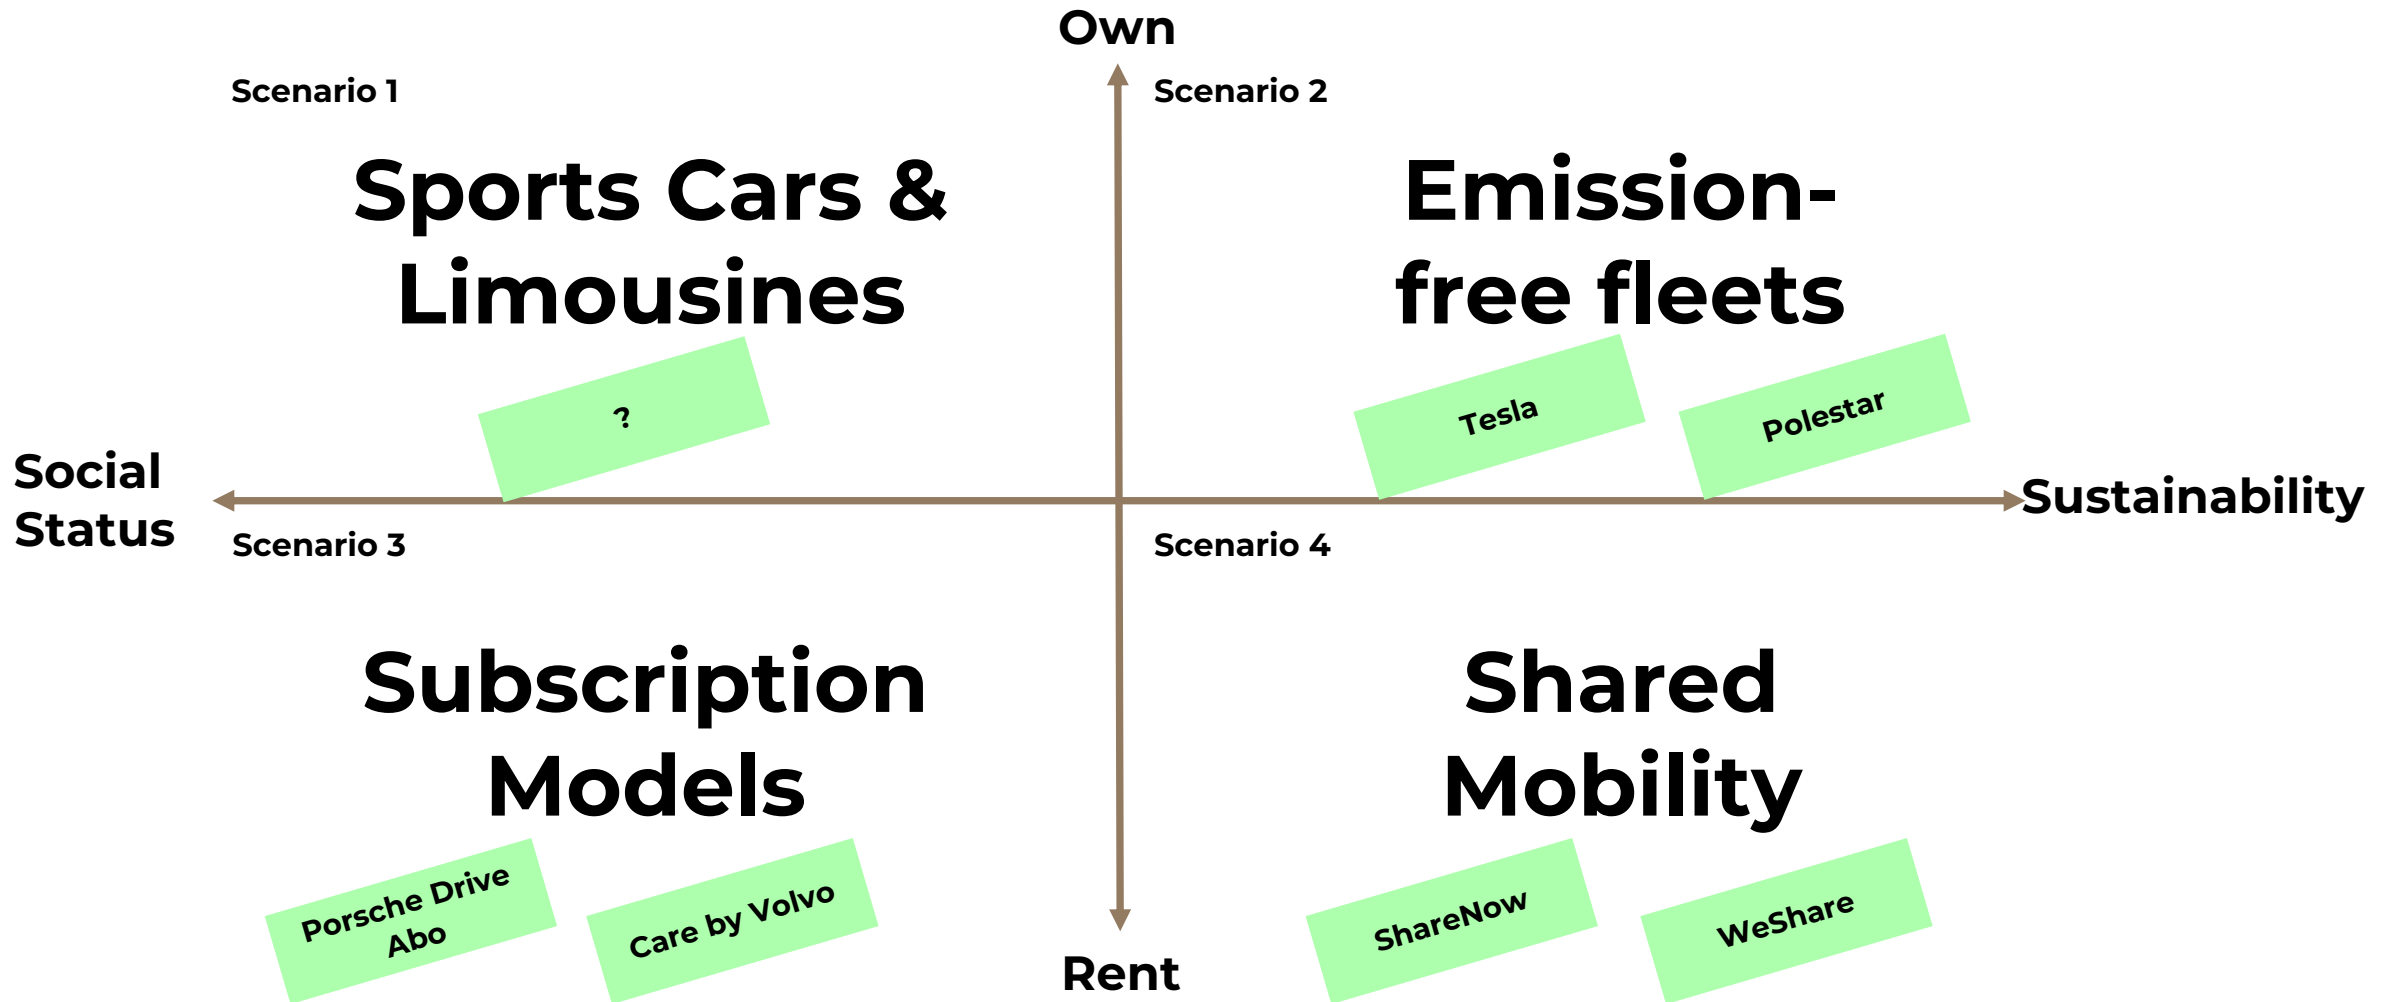 Own
Scenario 1
Scenario 2
Sports Cars &
Limousines
Emission-
free fleets
?
Tesla
Polestar
Social
Status
Sustainability
Scenario 3
Scenario 4
Subscription
Models
Shared
Mobility
Porsche Drive
Abo
Care by Volvo
ShareNow
WeShare
Rent